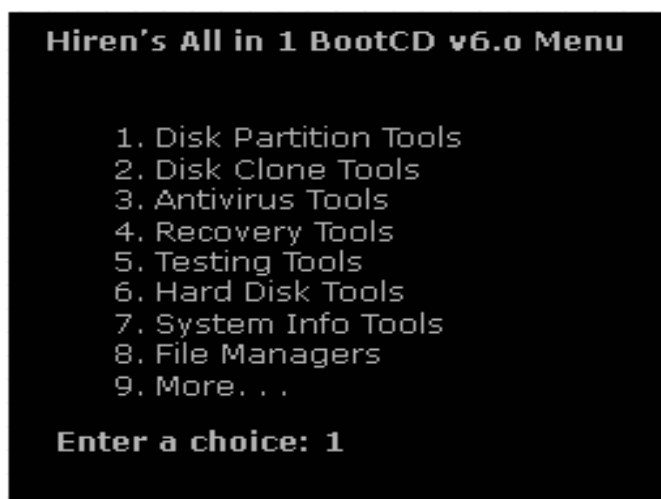 Hiren's All in 1 BootCD v6.o Menu
1. Disk Partition Tools
2. Disk Clone Tools
3. Antivirus Tools
4. Recovery Tools
5. Testing Tools
6. Hard Disk Tools
7. System Info Tools
8. File Managers
9. More. . .
Enter a choice: 1